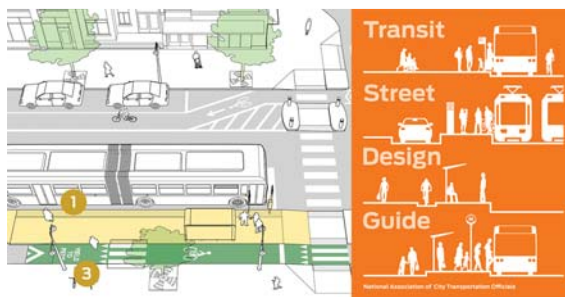 Transit
Street
Design
Guide
National Association of City Transportation Officials
1
3